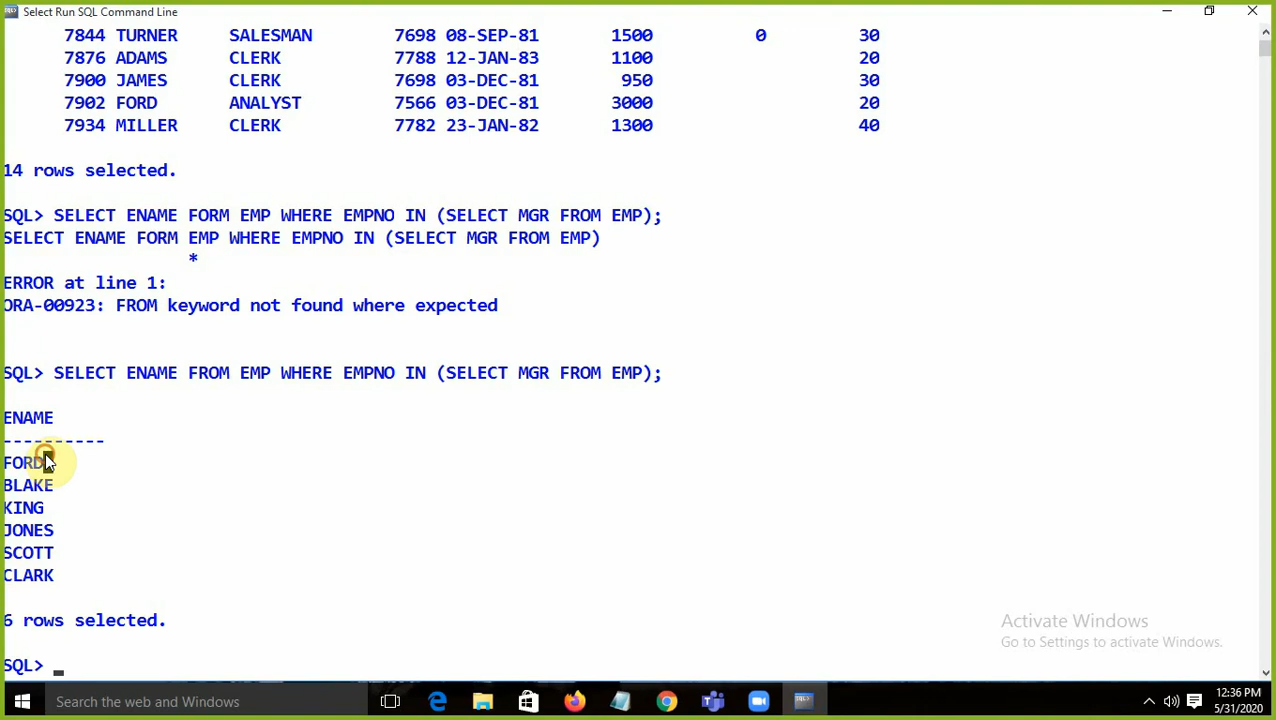 Select Run SQL Command Line
7844 TURNER SALESMAN 7698 08-SEP-81 1500 0 30
7876 ADAMS CLERK 7788 12-JAN-83 1100 20
7900 JAMES CLERK 7698 03-DEC-81 950 30
7902 FORD ANALYST 7566 03-DEC-81 3000 20
7934 MILLER CLERK 7782 23-JAN-82 1300 40
14 rows selected.
SQL> SELECT ENAME FORM EMP WHERE EMPNO IN (SELECT MGR FROM EMP);
SELECT ENAME FORM EMP WHERE EMPNO IN (SELECT MGR FROM EMP)
*
ERROR at line 1:
ORA-00923: FROM keyword not found where expected
SQL> SELECT ENAME FROM EMP WHERE EMPNO IN (SELECT MGR FROM EMP);
ENAME
----------
FORD
BLAKE
KING
JONES
SCOTT
CLARK
6 rows selected.
SQL>
Activate Windows
Go to Settings to activate Windows.
Search the web and Windows
12:36 PM
5/31/2020